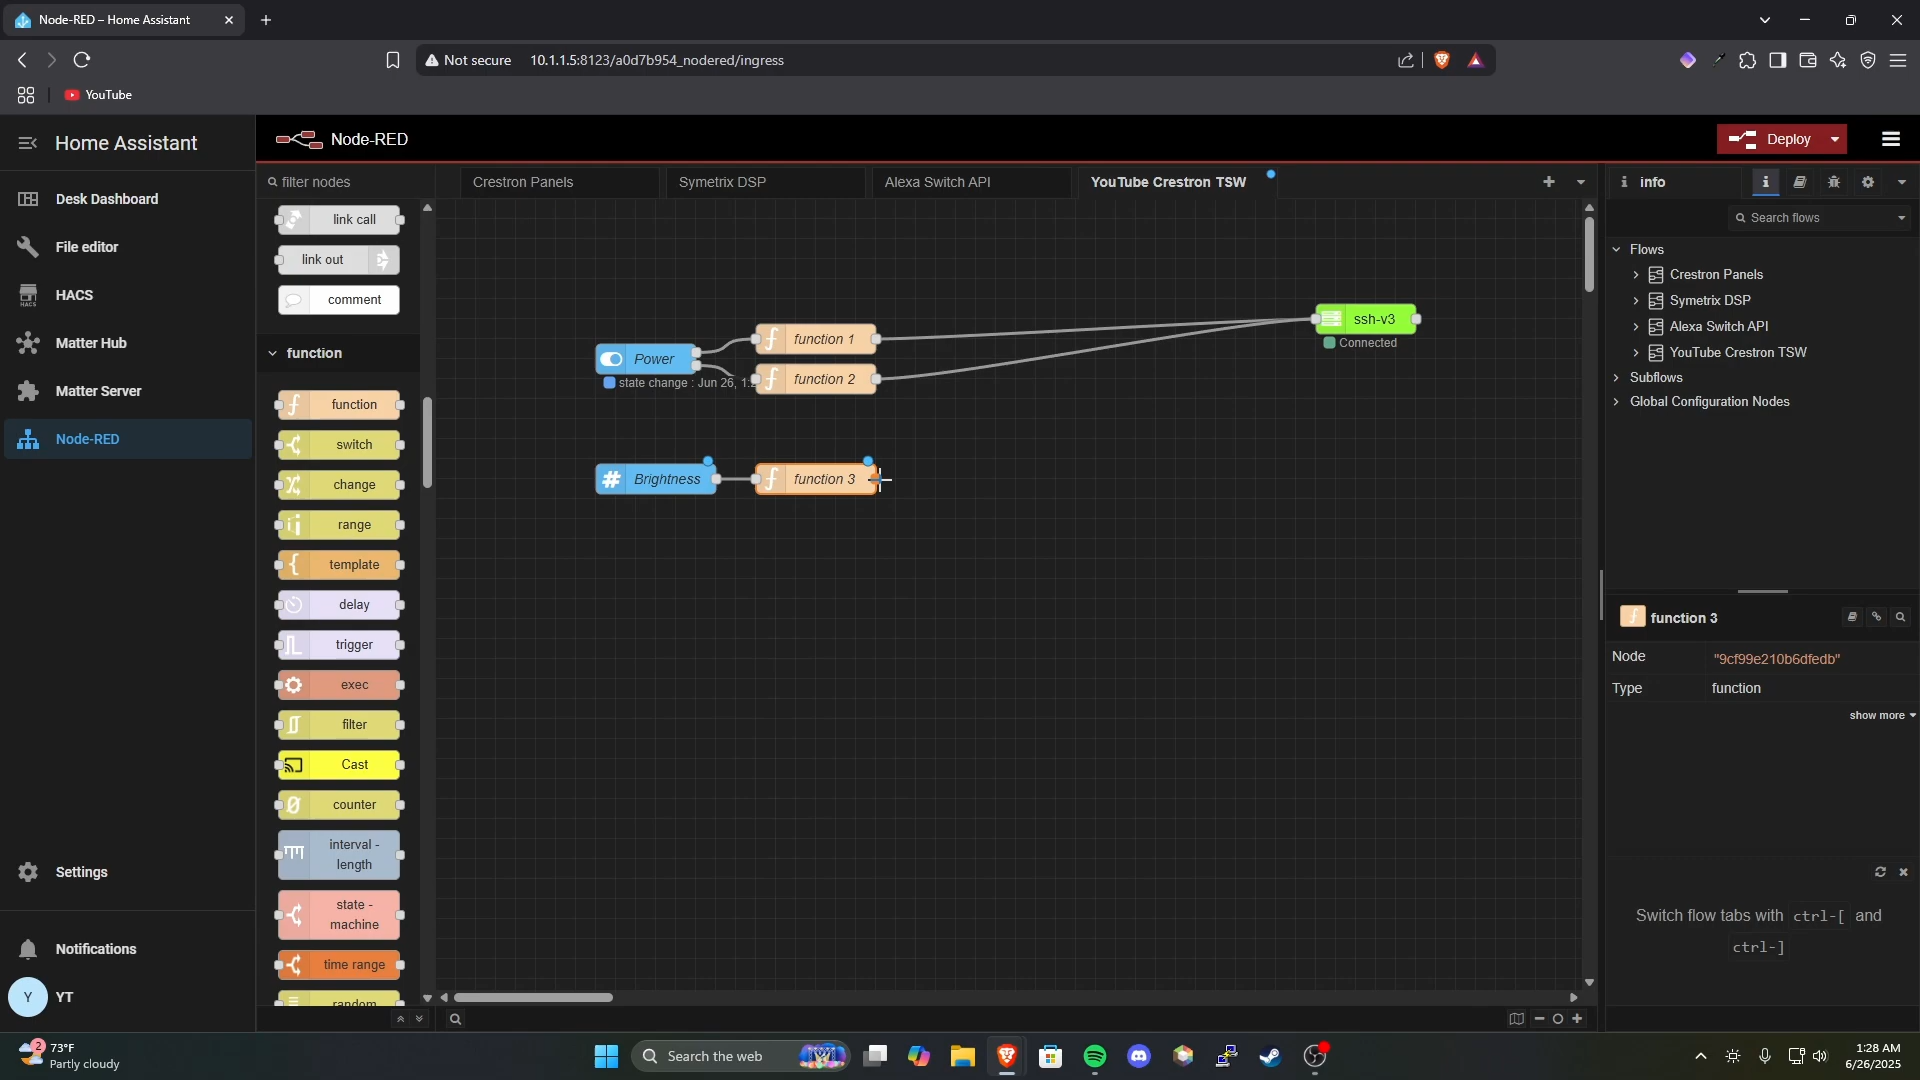 Node-RED – Home Assistant
Not secure
10.1.1.5:8123/a0d7b954_nodered/ingress
YouTube
Home Assistant
Node-RED
Deploy
Desk Dashboard
File editor
HACS
HACS
Matter Hub
Matter Server
Node-RED
Settings
Notifications
Y
YT
filter nodes
link call
link out
comment
function
function
switch
change
range
template
delay
trigger
exec
filter
Cast
counter
interval -
length
state -
machine
time range
random
Crestron Panels
Symetrix DSP
Alexa Switch API
YouTube Crestron TSW
Power
state change : Jun 26, 1:2
function 1
function 2
ssh-v3
Connected
Brightness
function 3
info
Search flows
Flows
Crestron Panels
Symetrix DSP
Alexa Switch API
YouTube Crestron TSW
Subflows
Global Configuration Nodes
function 3
Node
"9cf99e210b6dfedb"
Type
function
show more
Switch flow tabs with ctrl-[ and
ctrl-]
2
73°F
Partly cloudy
Search the web
1:28 AM
6/26/2025